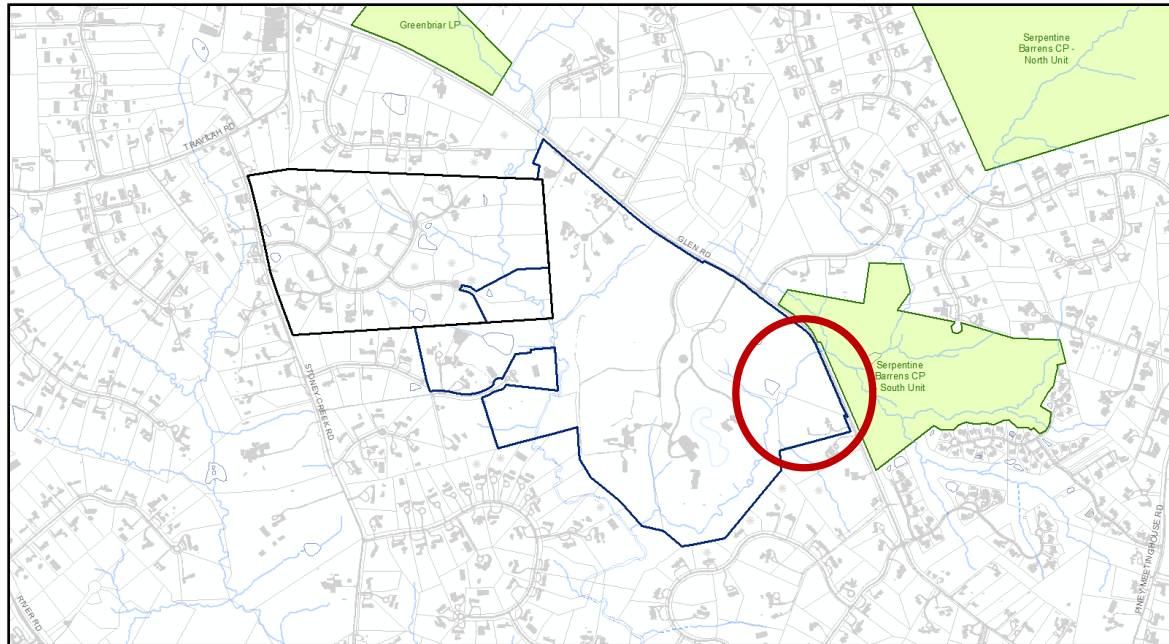 Greenbriar LP
Serpentine
Barrens CP -
North Unit
TRAVILAH RD
GLEN RD
Serpentine
Barrens CP
- South Unit
STONEY CREEK RD
PINEY MEETINGHOUSE RD
RIVER RD